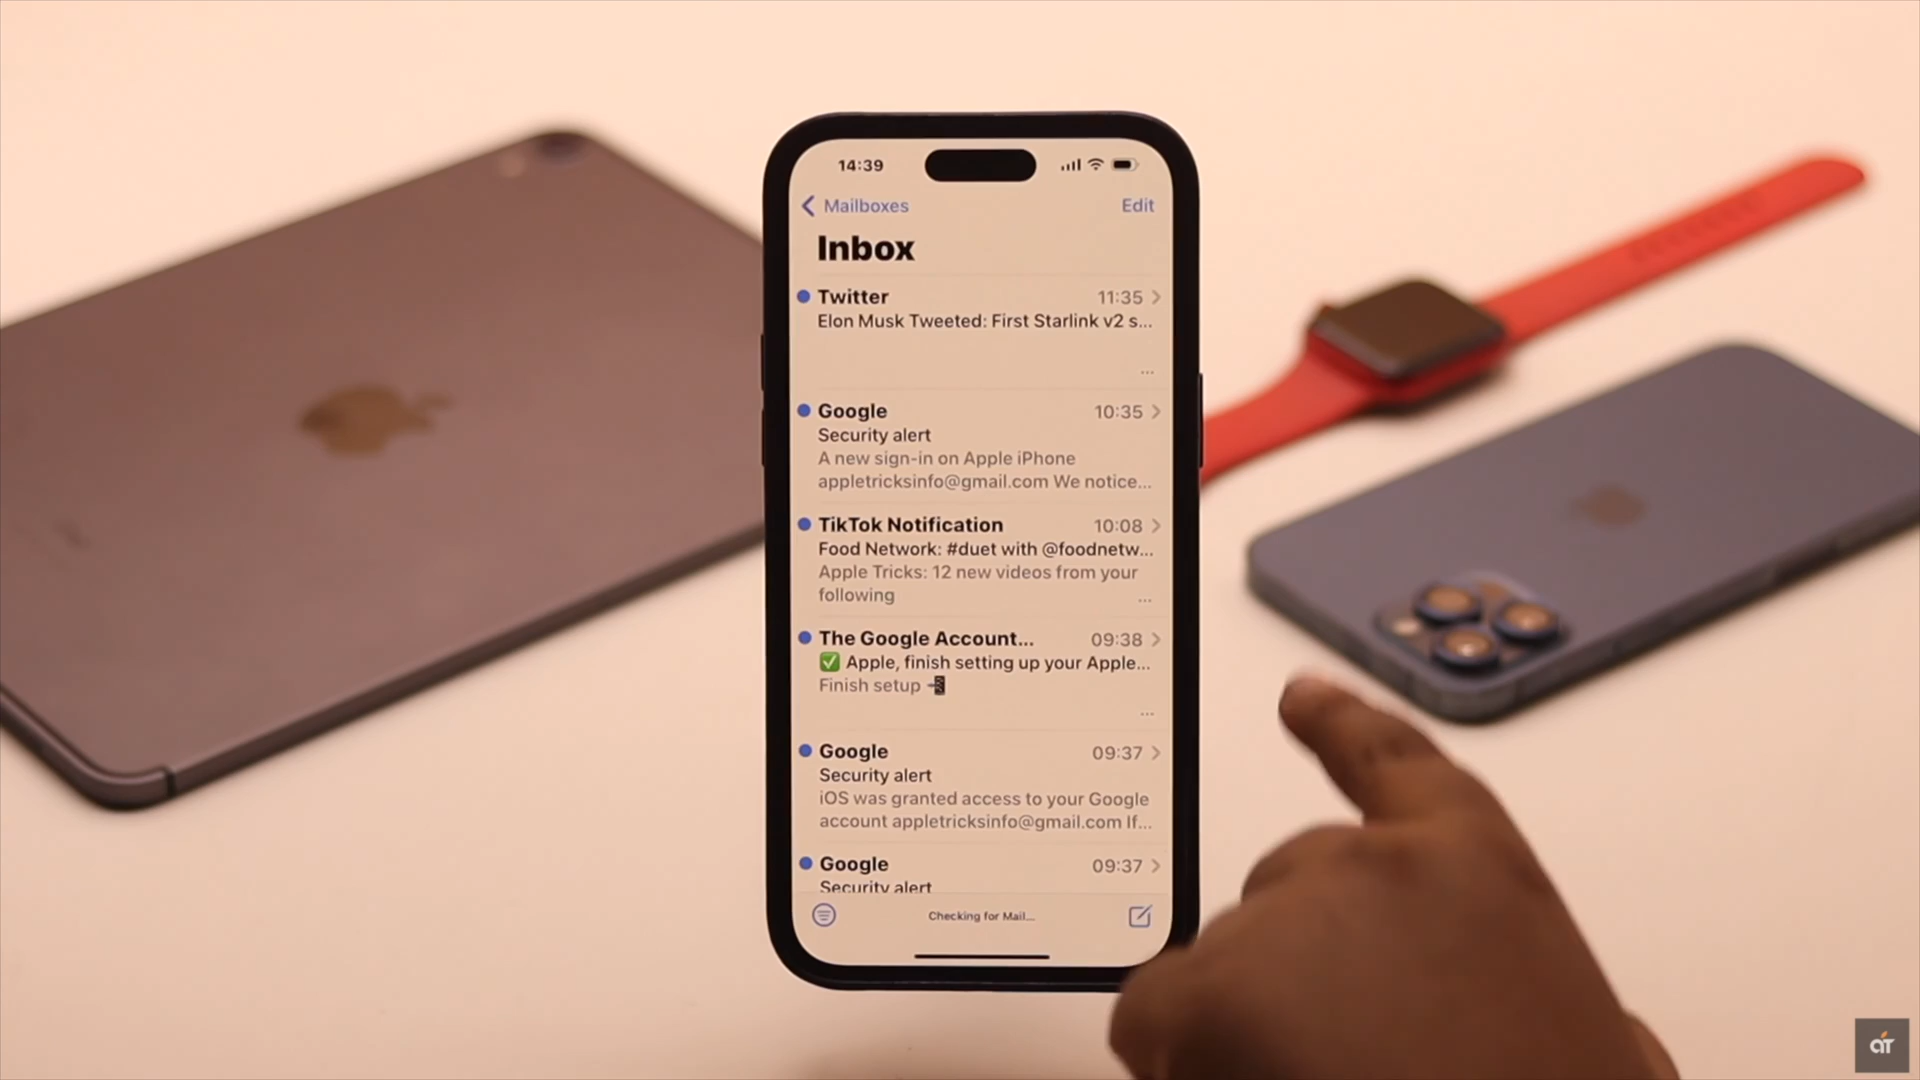 14:39
Mailboxes
Edit
Inbox
Twitter 11:35
Elon Musk Tweeted: First Starlink v2 s...
...
Google 10:35
Security alert
A new sign-in on Apple iPhone
appletricksinfo@gmail.com We notice...
TikTok Notification 10:08
Food Network: #duet with @foodnetw...
Apple Tricks: 12 new videos from your
following ...
The Google Account... 09:38
✅ Apple, finish setting up your Apple...
Finish setup 📲
...
Google 09:37
Security alert
iOS was granted access to your Google
account appletricksinfo@gmail.com If...
Google 09:37
Security alert
Checking for Mail...
aT